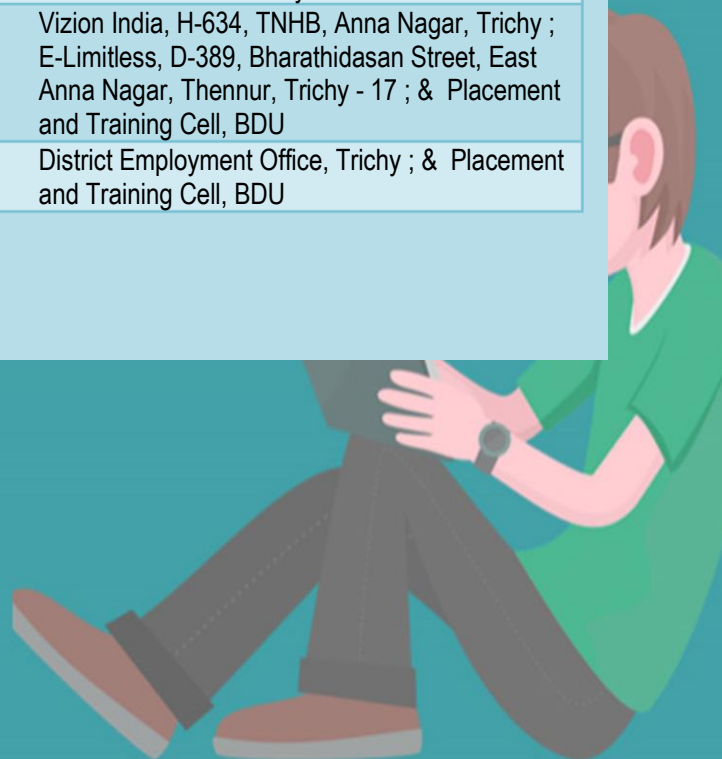 Vizion India, H-634, TNHB, Anna Nagar, Trichy ;
E-Limitless, D-389, Bharathidasan Street, East
Anna Nagar, Thennur, Trichy - 17 ; & Placement
and Training Cell, BDU
District Employment Office, Trichy ; & Placement
and Training Cell, BDU